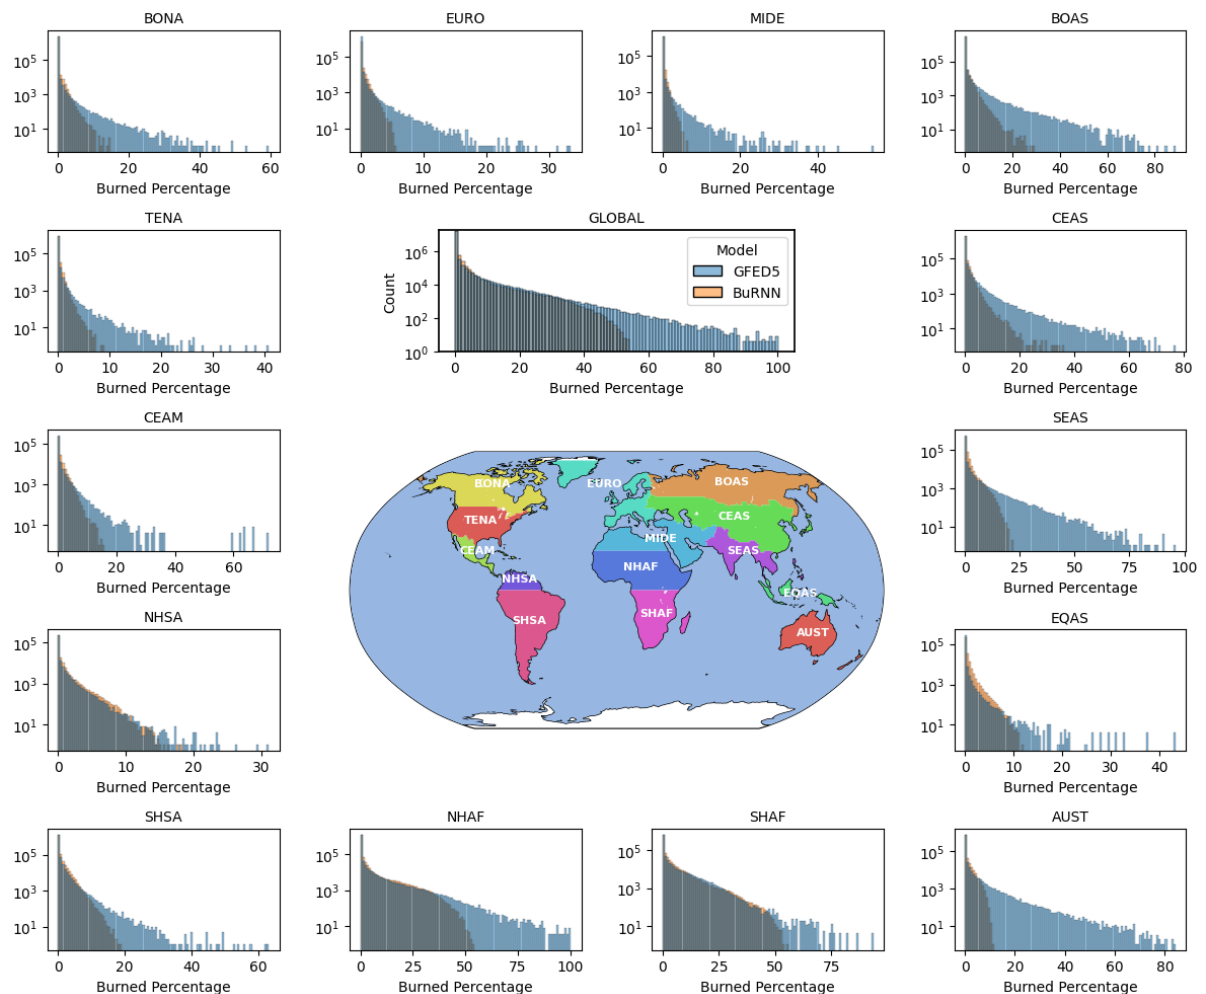 BONA
EURO
MIDE
BOAS
10^5
10^3
10^1
0 20 40 60
Burned Percentage
10^5
10^3
10^1
0 10 20 30
Burned Percentage
10^5
10^3
10^1
0 20 40
Burned Percentage
10^5
10^3
10^1
0 20 40 60 80
Burned Percentage
TENA
GLOBAL
CEAS
10^5
10^3
10^1
0 10 20 30 40
Burned Percentage
Count
10^6
10^4
10^2
10^0
Model
GFED5
BuRNN
0 20 40 60 80 100
Burned Percentage
10^5
10^3
10^1
0 20 40 60 80
Burned Percentage
CEAM
SEAS
10^5
10^3
10^1
0 20 40 60
Burned Percentage
10^5
10^3
10^1
0 25 50 75 100
Burned Percentage
BONA
EURO
BOAS
TENA
CEAS
CEAM
MIDE
SEAS
NHSA
NHAF
EQAS
SHSA
SHAF
AUST
NHSA
EQAS
10^5
10^3
10^1
0 10 20 30
Burned Percentage
10^5
10^3
10^1
0 10 20 30 40
Burned Percentage
SHSA
NHAF
SHAF
AUST
10^5
10^3
10^1
0 20 40 60
Burned Percentage
10^5
10^3
10^1
0 25 50 75 100
Burned Percentage
10^5
10^3
10^1
0 25 50 75
Burned Percentage
10^5
10^3
10^1
0 20 40 60 80
Burned Percentage